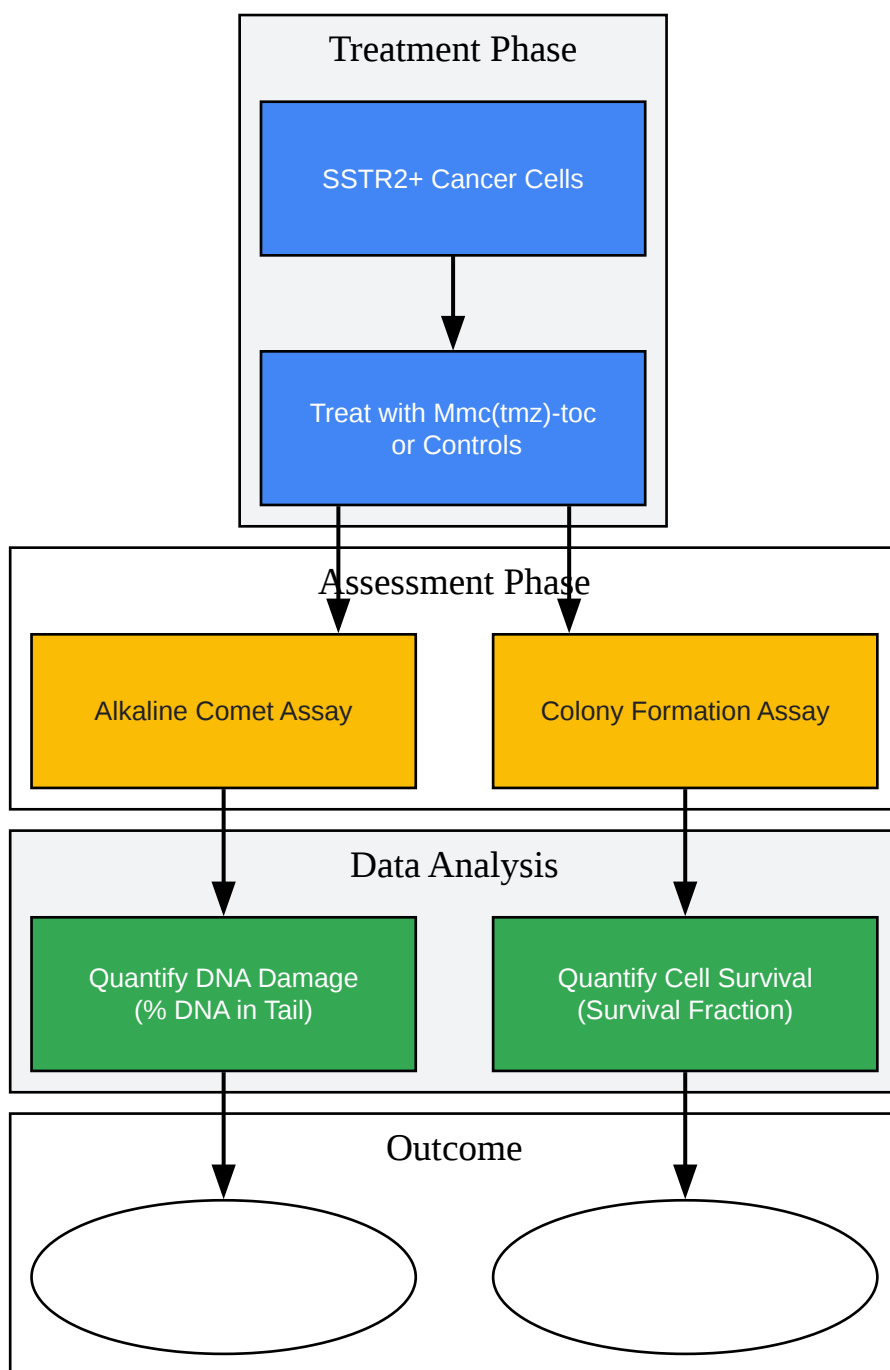 Treatment Phase
SSTR2+ Cancer Cells
Treat with Mmc(tmz)-toc
or Controls
Assessment Phase
Alkaline Comet Assay
Colony Formation Assay
Data Analysis
Quantify DNA Damage
(% DNA in Tail)
Quantify Cell Survival
(Survival Fraction)
Outcome